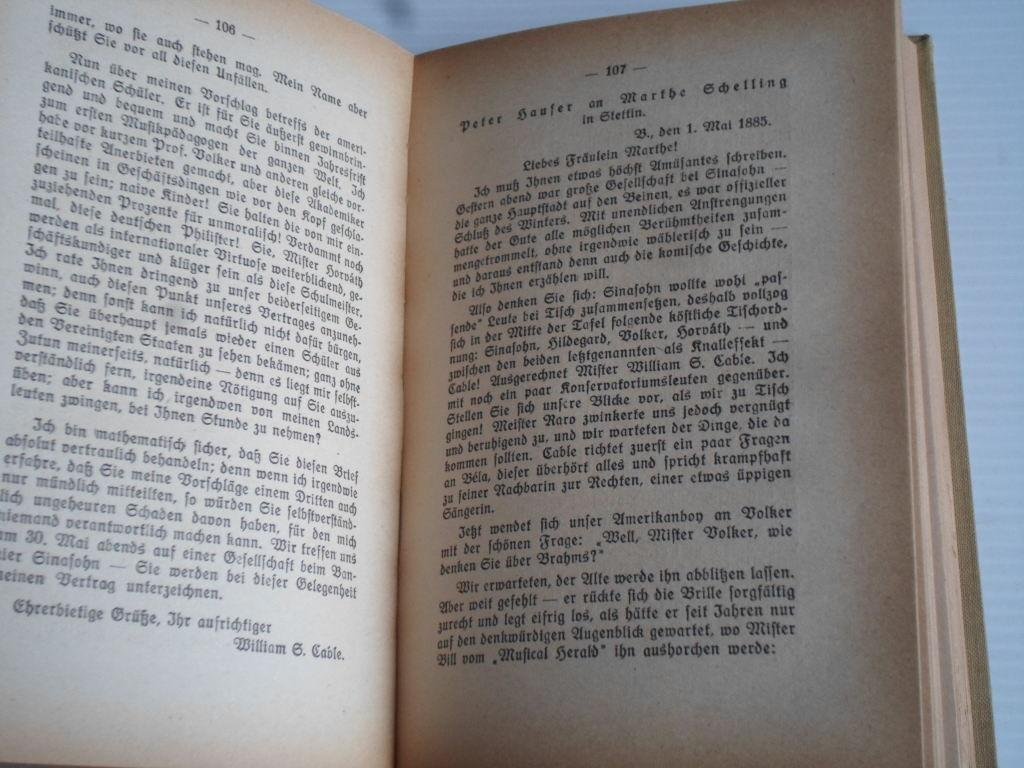 — 106 —
immer, wo sie auch stehen mag. Mein Name aber
schützt Sie vor all diesen Unfällen.
Nun über meinen Vorschlag betreffs der ameri-
kanischen Schüler. Er ist für Sie äußerst gewinnbrin-
gend und bequem und macht Sie binnen Jahresfrist
zum ersten Musikpädagogen der ganzen Welt. Ich
habe vor kurzem Prof. Volker und anderen gleiche vor-
teilhafte Anerbieten gemacht, aber diese Akademiker
scheinen in Geschäftsdingen wie vor den Kopf geschla-
gen zu sein; naive Kinder! Sie halten die von mir ein-
zuziehenden Prozente für unmoralisch! Verdammt noch
mal, diese deutschen Philister! Sie, Mister Horváth
werden als internationaler Virtuose weiterblickend, ge-
schäftskundiger und klüger sein als diese Schulmeister.
Ich rate Ihnen dringend zu unser beiderseitigem Ge-
winn, auch diesen Punkt unseres Vertrages anzuneh-
men; denn sonst kann ich natürlich nicht dafür bürgen,
daß Sie überhaupt jemals wieder einen Schüler aus
den Vereinigten Staaten zu sehen bekämen; ganz ohne
Zutun meinerseits, natürlich — denn es liegt mir selbst-
verständlich fern, irgendeine Nötigung auf Sie auszu-
üben; aber kann ich irgendwen von meinen Lands-
leuten zwingen, bei Ihnen Stunde zu nehmen?
Ich bin mathematisch sicher, daß Sie diesen Brief
absolut vertraulich behandeln; denn wenn ich irgendwie
erfahre, daß Sie meine Vorschläge einem Dritten auch
nur mündlich mitteilten, so würden Sie selbstverständ-
lich ungeheuren Schaden davon haben, für den mich
niemand verantwortlich machen kann. Wir treffen uns
am 30. Mai abends auf einer Gesellschaft beim Ban-
kier Sinasohn — Sie werden bei dieser Gelegenheit
meinen Vertrag unterzeichnen.
Ehrerbietige Grüße, Ihr aufrichtiger
William S. Cable.
— 107 —
Peter Hauser an Marthe Schelling
in Stettin.
B., den 1. Mai 1885.
Liebes Fräulein Marthe!
Ich muß Ihnen etwas höchst Amüsantes schreiben.
Gestern abend war große Gesellschaft bei Sinasohn —
die ganze Hauptstadt auf den Beinen, es war offizieller
Schluß des Winters. Mit unendlichen Anstrengungen
hatte der Gute alle möglichen Berühmtheiten zusam-
mengetrommelt, ohne irgendwie wählerisch zu sein —
und daraus entstand denn auch die komische Geschichte,
die ich Ihnen erzählen will.
Also denken Sie sich: Sinasohn wollte wohl „pas-
sende“ Leute bei Tisch zusammensetzen, deshalb vollzog
sich in der Mitte der Tafel folgende köstliche Tischord-
nung: Sinasohn, Hildegard, Volker, Horváth — und
zwischen den beiden letztgenannten als Knalleffekt —
Cable! Ausgerechnet Mister William S. Cable. Ich
mit noch ein paar Konservatoriumsleuten gegenüber.
Stellen Sie sich unsre Blicke vor, als wir zu Tisch
gingen! Meister Raro zwinkerte uns jedoch vergnügt
und beruhigend zu, und wir warteten der Dinge, die da
kommen sollten. Cable richtet zuerst ein paar Fragen
an Béla, dieser überhört alles und spricht krampfhaft
zu seiner Nachbarin zur Rechten, einer etwas üppigen
Sängerin.
Jetzt wendet sich unser Amerikanboy an Volker
mit der schönen Frage: „Well, Mister Volker, wie
denken Sie über Brahms?“
Wir erwarteten, der Alte werde ihn abblitzen lassen.
Aber weit gefehlt — er rückte sich die Brille sorgfältig
zurecht und legt eifrig los, als hätte er seit Jahren nur
auf den denkwürdigen Augenblick gewartet, wo Mister
Bill vom „Musical Herald“ ihn aushorchen werde: